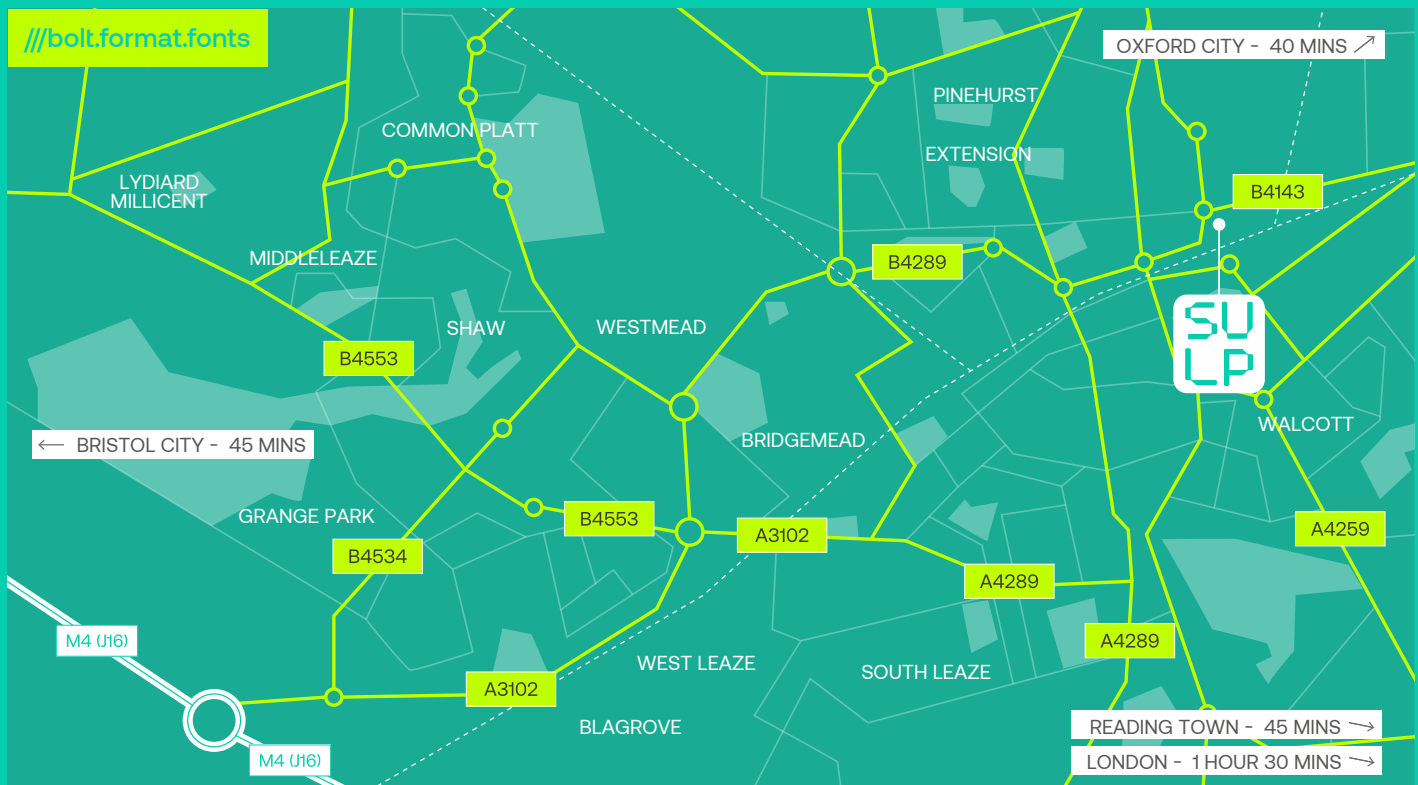 ///bolt.format.fonts
OXFORD CITY - 40 MINS
PINEHURST
COMMON PLATT
EXTENSION
LYDIARD
MILLICENT
B4143
MIDDLELEAZE
B4289
SHAW
WESTMEAD
SU
LP
B4553
WALCOTT
BRIDGEMEAD
BRISTOL CITY - 45 MINS
GRANGE PARK
B4553
A3102
A4259
B4534
A4289
M4 (J16)
A4289
WEST LEAZE
SOUTH LEAZE
A3102
BLAGROVE
READING TOWN - 45 MINS
M4 (J16)
LONDON - 1 HOUR 30 MINS